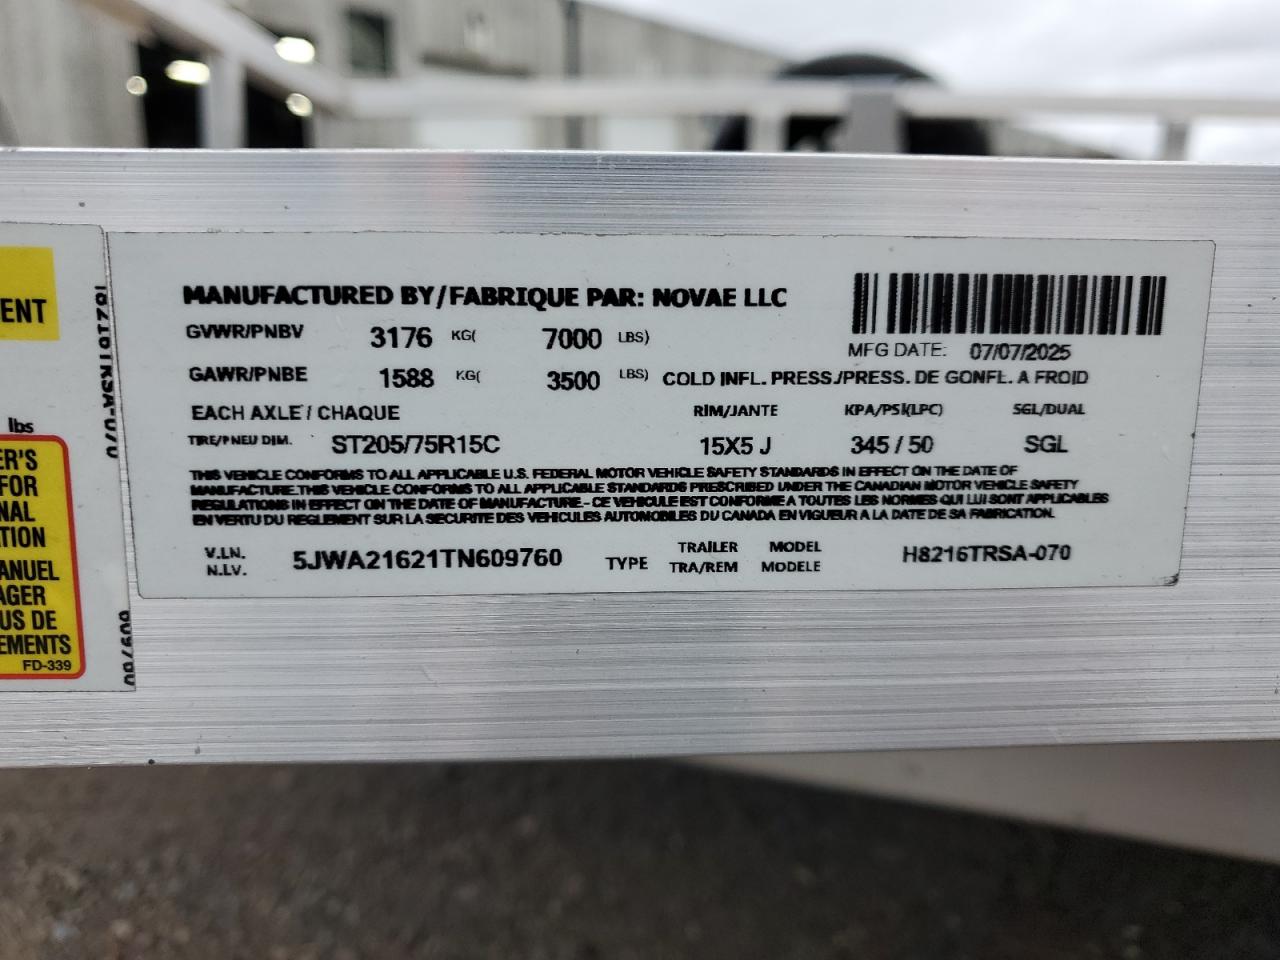 MANUFACTURED BY/FABRIQUE PAR: NOVAE LLC
GVWR/PNBV 3176 KG( 7000 LBS)
MFG DATE: 07/07/2025
GAWR/PNBE 1588 KG( 3500 LBS) COLD INFL. PRESS./PRESS. DE GONFL. A FROID
EACH AXLE / CHAQUE RIM/JANTE KPA/PSI(LPC) SGL/DUAL
TIRE/PNEU DIM. ST205/75R15C 15X5 J 345 / 50 SGL
THIS VEHICLE CONFORMS TO ALL APPLICABLE U.S. FEDERAL MOTOR VEHICLE SAFETY STANDARDS IN EFFECT ON THE DATE OF
MANUFACTURE.THIS VEHICLE CONFORMS TO ALL APPLICABLE STANDARDS PRESCRIBED UNDER THE CANADIAN MOTOR VEHICLE SAFETY
REGULATIONS IN EFFECT ON THE DATE OF MANUFACTURE.- CE VEHICULE EST CONFORME A TOUTES LES NORMES QUI LUI SONT APPLICABLES
EN VERTU DU REGLEMENT SUR LA SECURITE DES VEHICULES AUTOMOBILES DU CANADA EN VIGUEUR A LA DATE DE SA FABRICATION.
V.I.N. 5JWA21621TN609760 TYPE TRAILER MODEL H8216TRSA-070
N.I.V. TRA/REM MODELE
ENT
lbs
ER'S
FOR
NAL
TION
ANUEL
AGER
US DE
EMENTS
FD-339
8216TRSA-070
609760